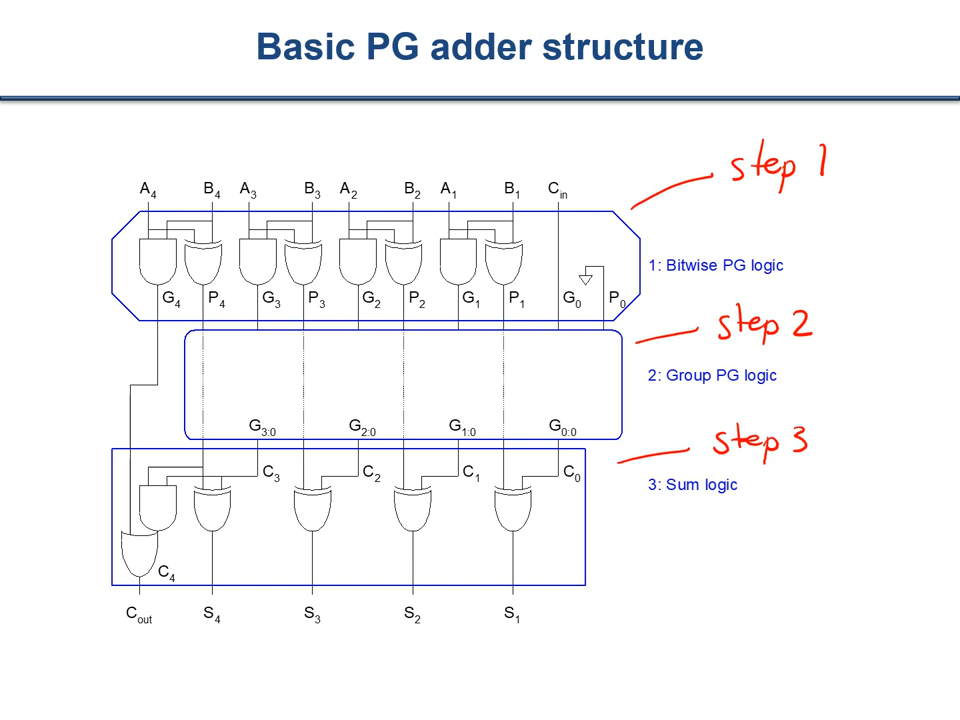 Basic PG adder structure
step 1
A4 B4 A3 B3 A2 B2 A1 B1 Cin
1: Bitwise PG logic
G4 P4 G3 P3 G2 P2 G1 P1 G0 P0
step 2
2: Group PG logic
G3:0 G2:0 G1:0 G0:0
step 3
C3 C2 C1 C0
3: Sum logic
C4
Cout S4 S3 S2 S1